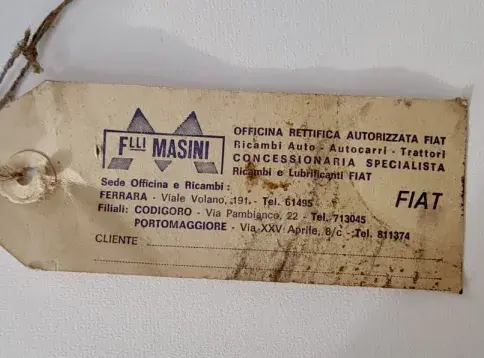 FLLI MASINI
OFFICINA RETTIFICA AUTORIZZATA FIAT
Ricambi Auto - Autocarri - Trattori
CONCESSIONARIA SPECIALISTA
Ricambi e Lubrificanti FIAT
FIAT
Sede Officina e Ricambi :
FERRARA - Viale Volano, 191 - Tel. 61495
Filiali: CODIGORO - Via Pambianco, 22 - Tel. 713045
PORTOMAGGIORE - Via XXV Aprile, 8/c - Tel. 811374
CLIENTE